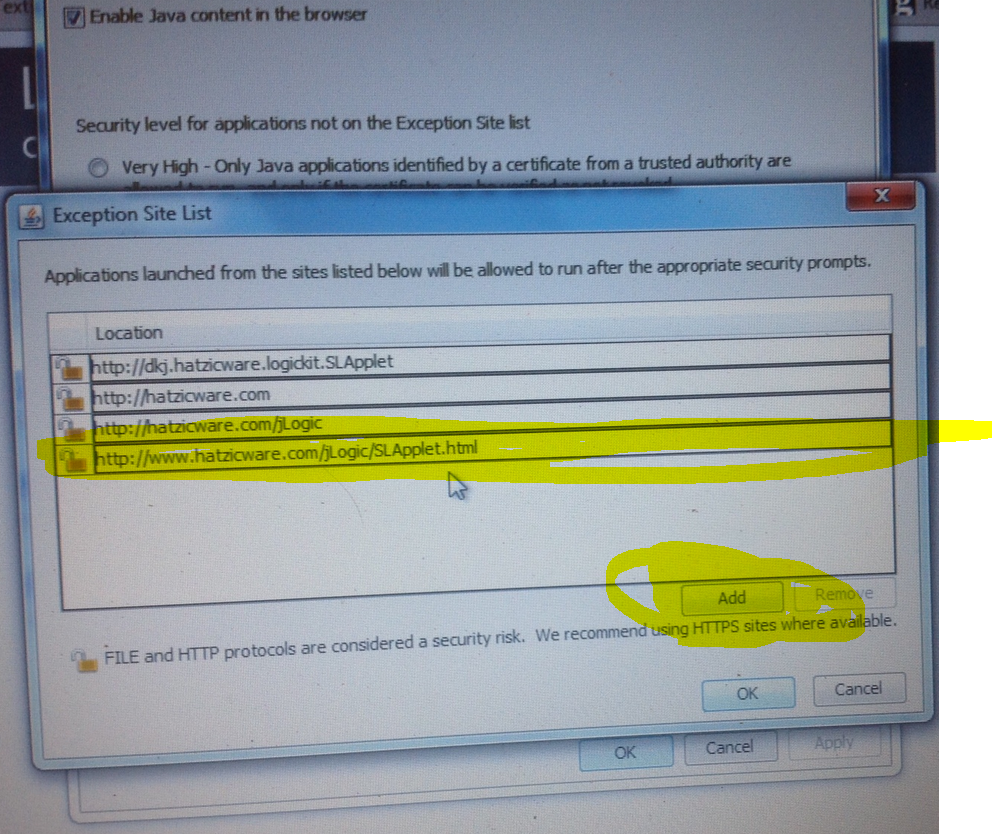 ext
Enable Java content in the browser
Security level for applications not on the Exception Site list
Very High - Only Java applications identified by a certificate from a trusted authority are
Exception Site List
Applications launched from the sites listed below will be allowed to run after the appropriate security prompts.
Location
http://dkj.hatzicware.logickit.SLApplet
http://hatzicware.com
http://hatzicware.com/jLogic
http://www.hatzicware.com/jLogic/SLApplet.html
Add Remove
FILE and HTTP protocols are considered a security risk. We recommend using HTTPS sites where available.
OK Cancel
OK Cancel Apply